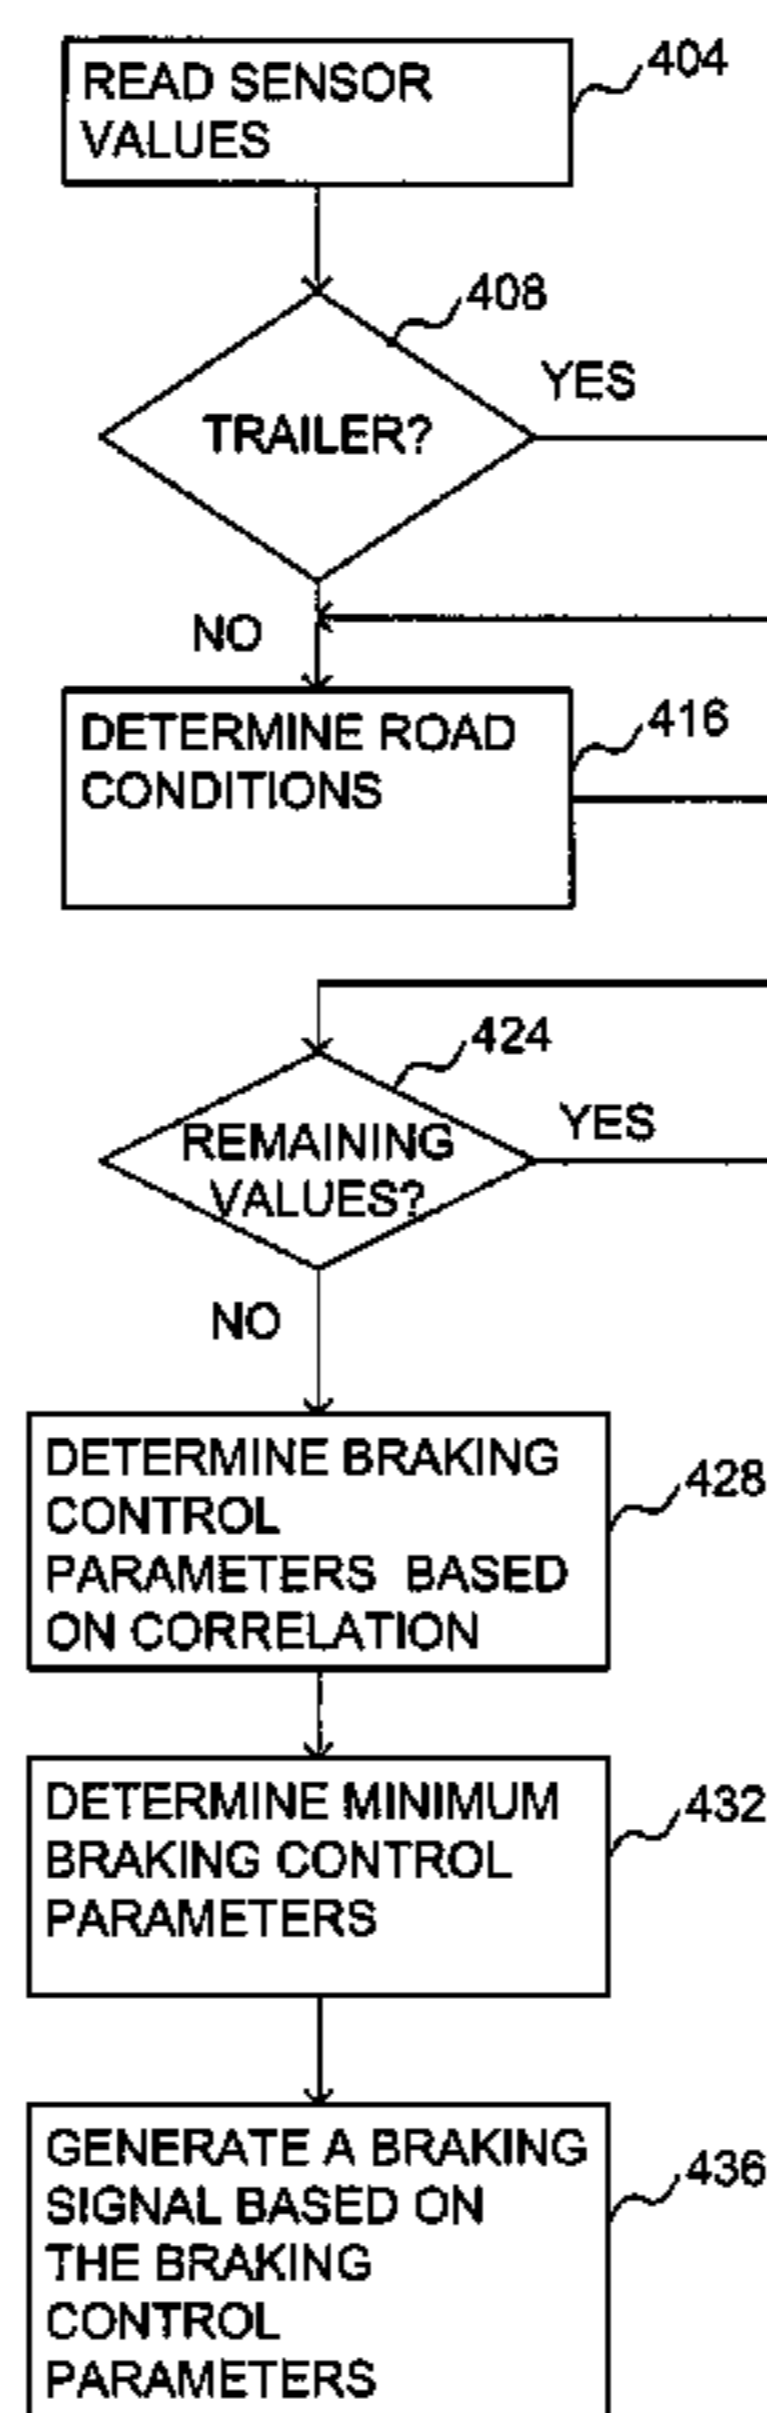 READ SENSOR
VALUES
404
408
TRAILER?
YES
NO
DETERMINE ROAD
CONDITIONS
416
424
REMAINING
VALUES?
YES
NO
DETERMINE BRAKING
CONTROL
PARAMETERS BASED
ON CORRELATION
428
DETERMINE MINIMUM
BRAKING CONTROL
PARAMETERS
432
GENERATE A BRAKING
SIGNAL BASED ON
THE BRAKING
CONTROL
PARAMETERS
436